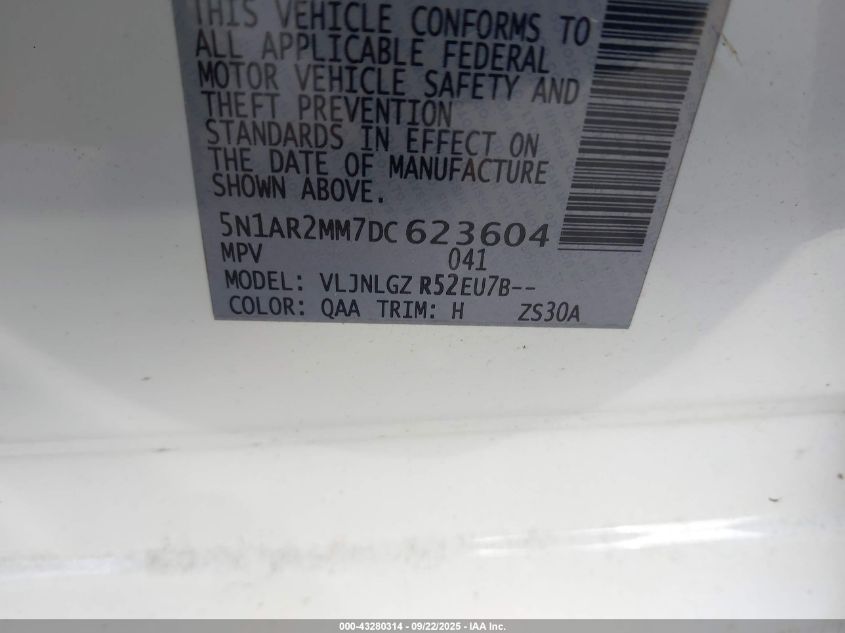 THIS VEHICLE CONFORMS TO
ALL APPLICABLE FEDERAL
MOTOR VEHICLE SAFETY AND
THEFT PREVENTION
STANDARDS IN EFFECT ON
THE DATE OF MANUFACTURE
SHOWN ABOVE.
5N1AR2MM7DC623604
MPV 041
MODEL: VLJNLGZ R52EU7B--
COLOR: QAA TRIM: H ZS30A
000-43280314 - 09/22/2025 - IAA Inc.